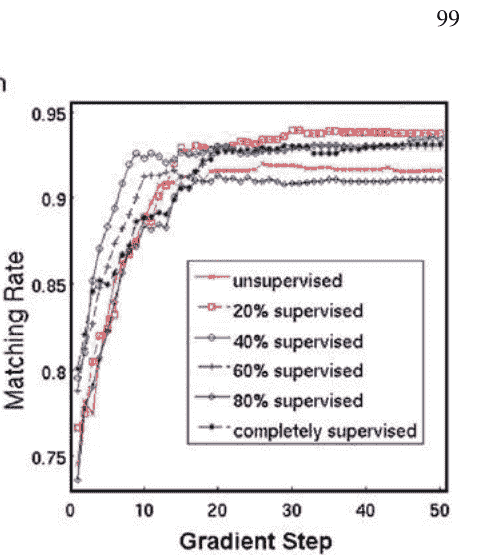 99
n
0.95
0.9
0.85
0.8
0.75
Matching Rate
unsupervised
20% supervised
40% supervised
60% supervised
80% supervised
completely supervised
0 10 20 30 40 50
Gradient Step